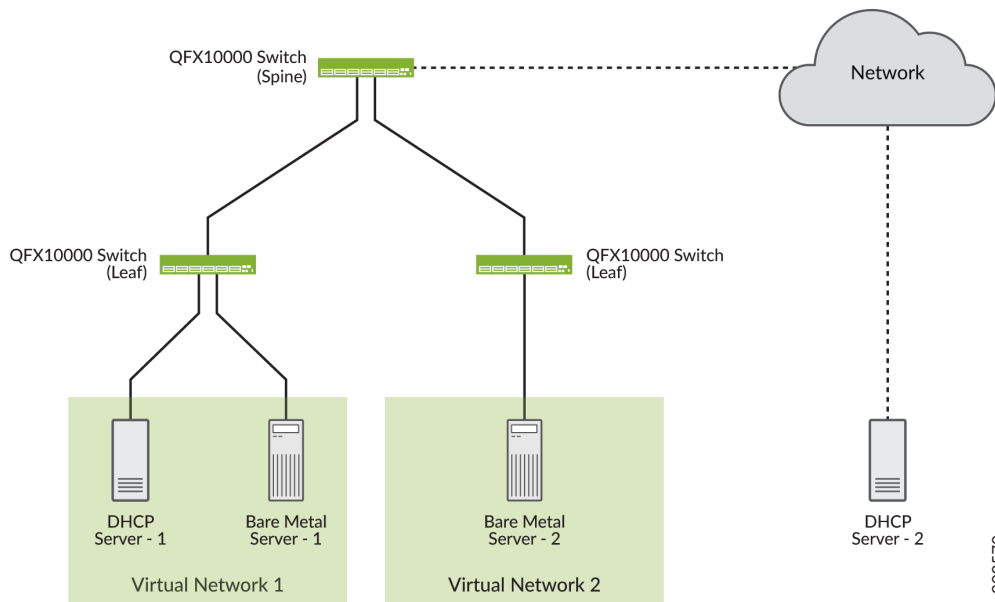 QFX10000 Switch
(Spine)
Network
QFX10000 Switch
(Leaf)
QFX10000 Switch
(Leaf)
DHCP
Server - 1
Bare Metal
Server - 1
Bare Metal
Server - 2
DHCP
Server - 2
Virtual Network 1
Virtual Network 2